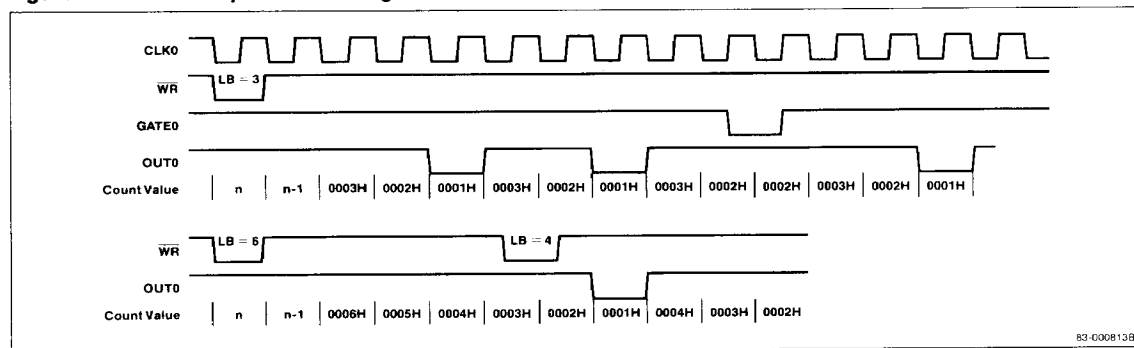 CLK0
WR
LB = 3
GATE0
OUT0
Count Value n n-1 0003H 0002H 0001H 0003H 0002H 0001H 0003H 0002H 0002H 0003H 0002H 0001H
WR
LB = 6 LB = 4
OUT0
Count Value n n-1 0006H 0005H 0004H 0003H 0002H 0001H 0004H 0003H 0002H
83-000813B